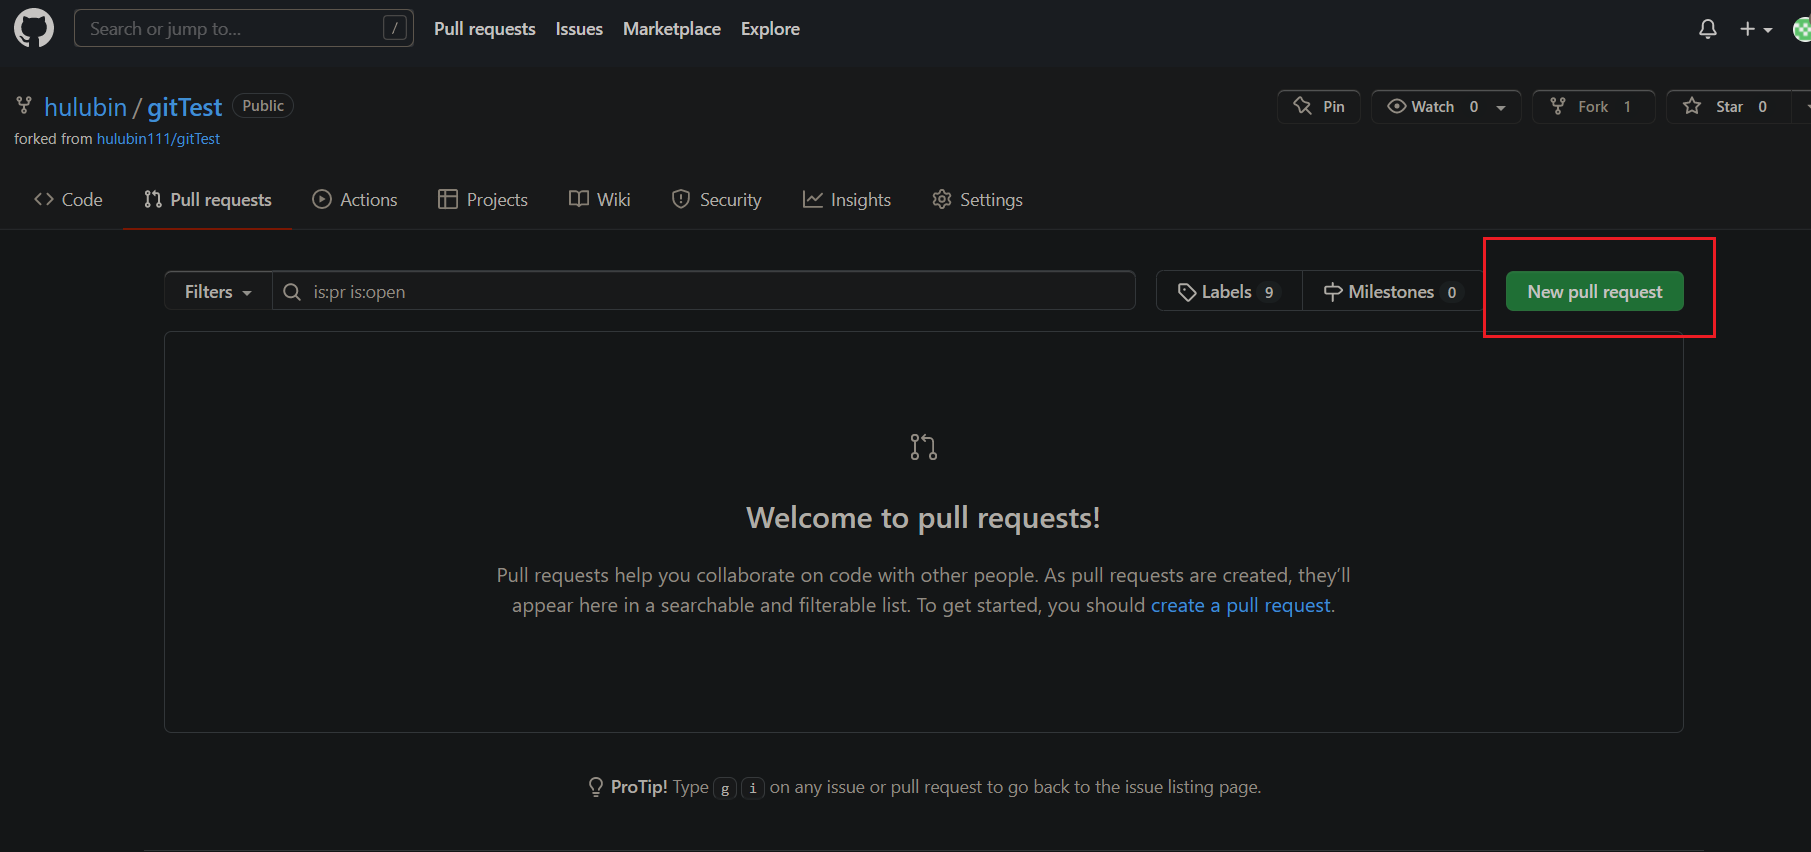 Search or jump to... / Pull requests Issues Marketplace Explore
hulubin / gitTest Public Pin Watch 0 Fork 1 Star 0
forked from hulubin111/gitTest
Code Pull requests Actions Projects Wiki Security Insights Settings
Filters is:pr is:open Labels 9 Milestones 0 New pull request
Welcome to pull requests!
Pull requests help you collaborate on code with other people. As pull requests are created, they’ll
appear here in a searchable and filterable list. To get started, you should create a pull request.
ProTip! Type g i on any issue or pull request to go back to the issue listing page.